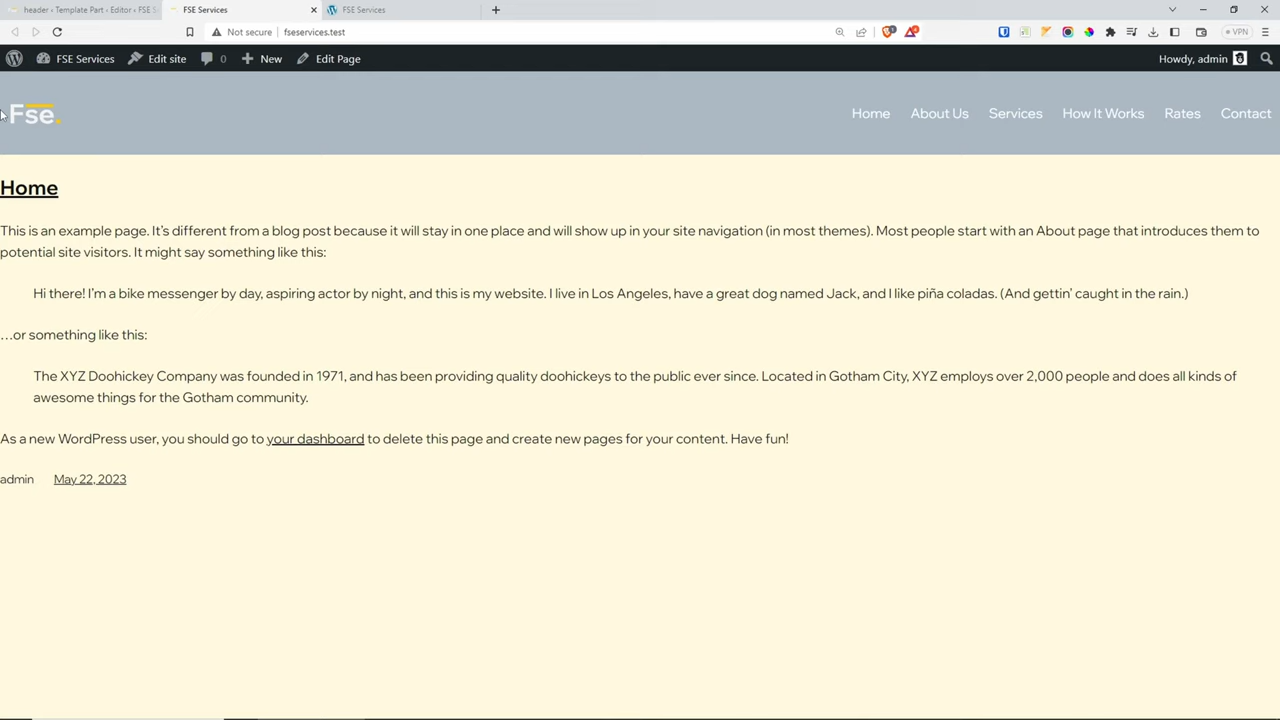 header ‹ Template Part ‹ Editor ‹ FSE S
FSE Services
FSE Services
Not secure
fseservices.test
VPN
FSE Services
Edit site
0
New
Edit Page
Howdy, admin
Fse.
Home
About Us
Services
How It Works
Rates
Contact
Home
This is an example page. It’s different from a blog post because it will stay in one place and will show up in your site navigation (in most themes). Most people start with an About page that introduces them to
potential site visitors. It might say something like this:
Hi there! I’m a bike messenger by day, aspiring actor by night, and this is my website. I live in Los Angeles, have a great dog named Jack, and I like piña coladas. (And gettin’ caught in the rain.)
…or something like this:
The XYZ Doohickey Company was founded in 1971, and has been providing quality doohickeys to the public ever since. Located in Gotham City, XYZ employs over 2,000 people and does all kinds of
awesome things for the Gotham community.
As a new WordPress user, you should go to your dashboard to delete this page and create new pages for your content. Have fun!
admin
May 22, 2023